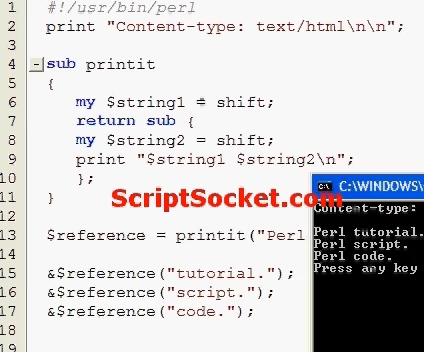 1 #!/usr/bin/perl
2 print "Content-type: text/html\n\n";
3
4 sub printit
5 {
6 my $string1 = shift;
7 return sub {
8 my $string2 = shift;
9 print "$string1 $string2\n";
10 };
11 }
12
13 $reference = printit("Perl
14
15 &$reference("tutorial.");
16 &$reference("script.");
17 &$reference("code.");
18
19
ScriptSocket.com
C:\WINDOWS\
Content-type:
Perl tutorial.
Perl script.
Perl code.
Press any key